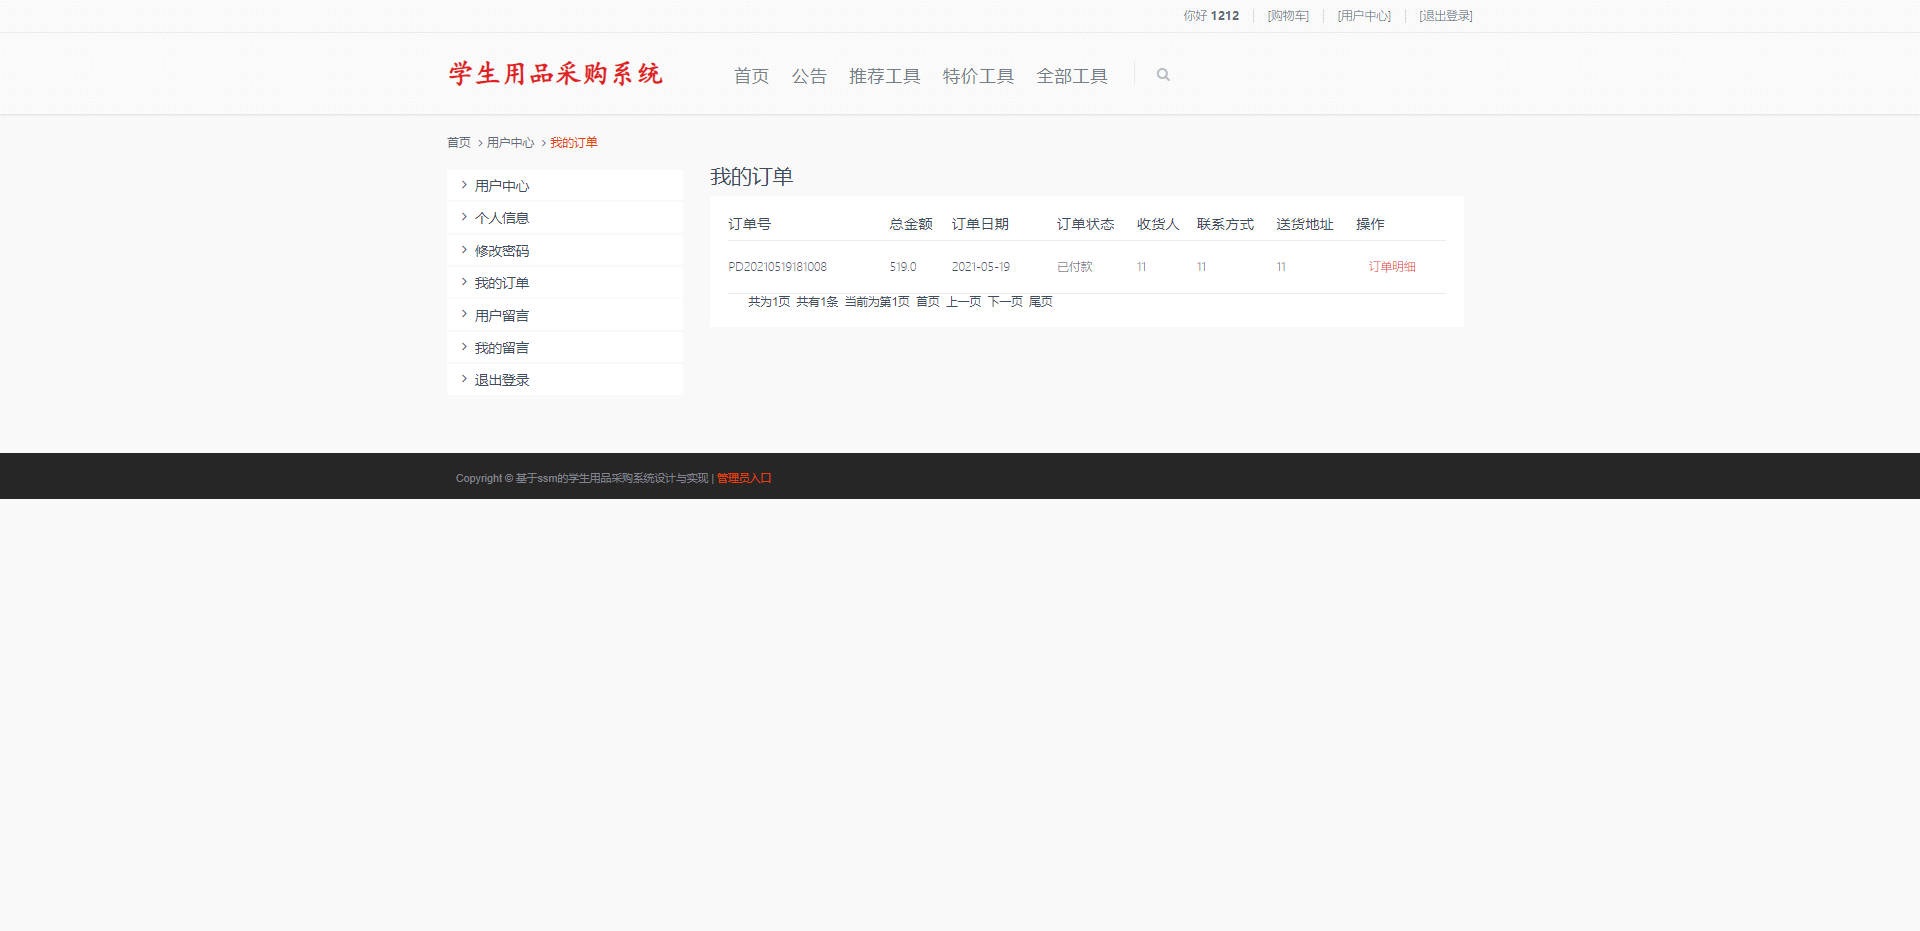 你好 1212 [购物车] [用户中心] [退出登录]
学生用品采购系统 首页 公告 推荐工具 特价工具 全部工具
首页 > 用户中心 > 我的订单
用户中心
个人信息
修改密码
我的订单
用户留言
我的留言
退出登录
我的订单
订单号 总金额 订单日期 订单状态 收货人 联系方式 送货地址 操作
PD20210519181008 519.0 2021-05-19 已付款 11 11 11 订单明细
共为1页 共有1条 当前为第1页 首页 上一页 下一页 尾页
Copyright © 基于ssm的学生用品采购系统设计与实现 | 管理员入口